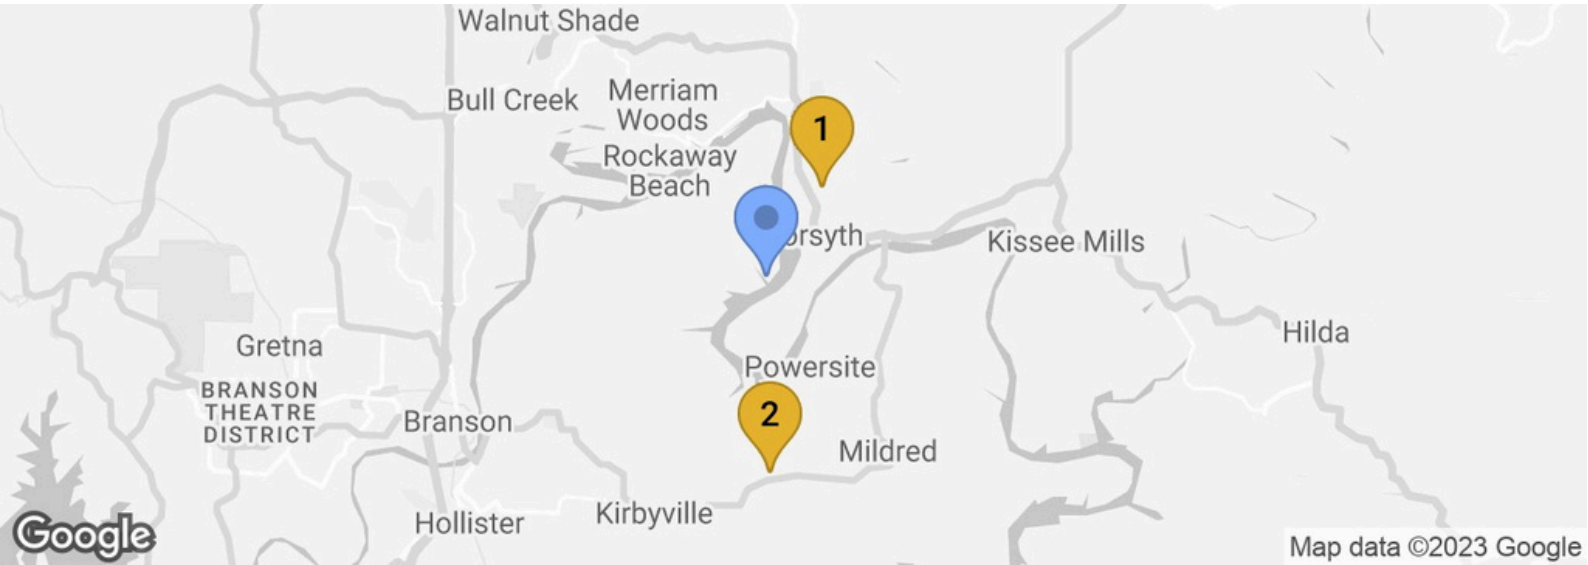 Walnut Shade
Merriam
Woods
Bull Creek
1
Rockaway
Beach
orsyth
Kissee Mills
Hilda
Gretna
Powersite
BRANSON
THEATRE
DISTRICT
Branson
2
Mildred
Kirbyville
Hollister
Google
Map data ©2023 Google